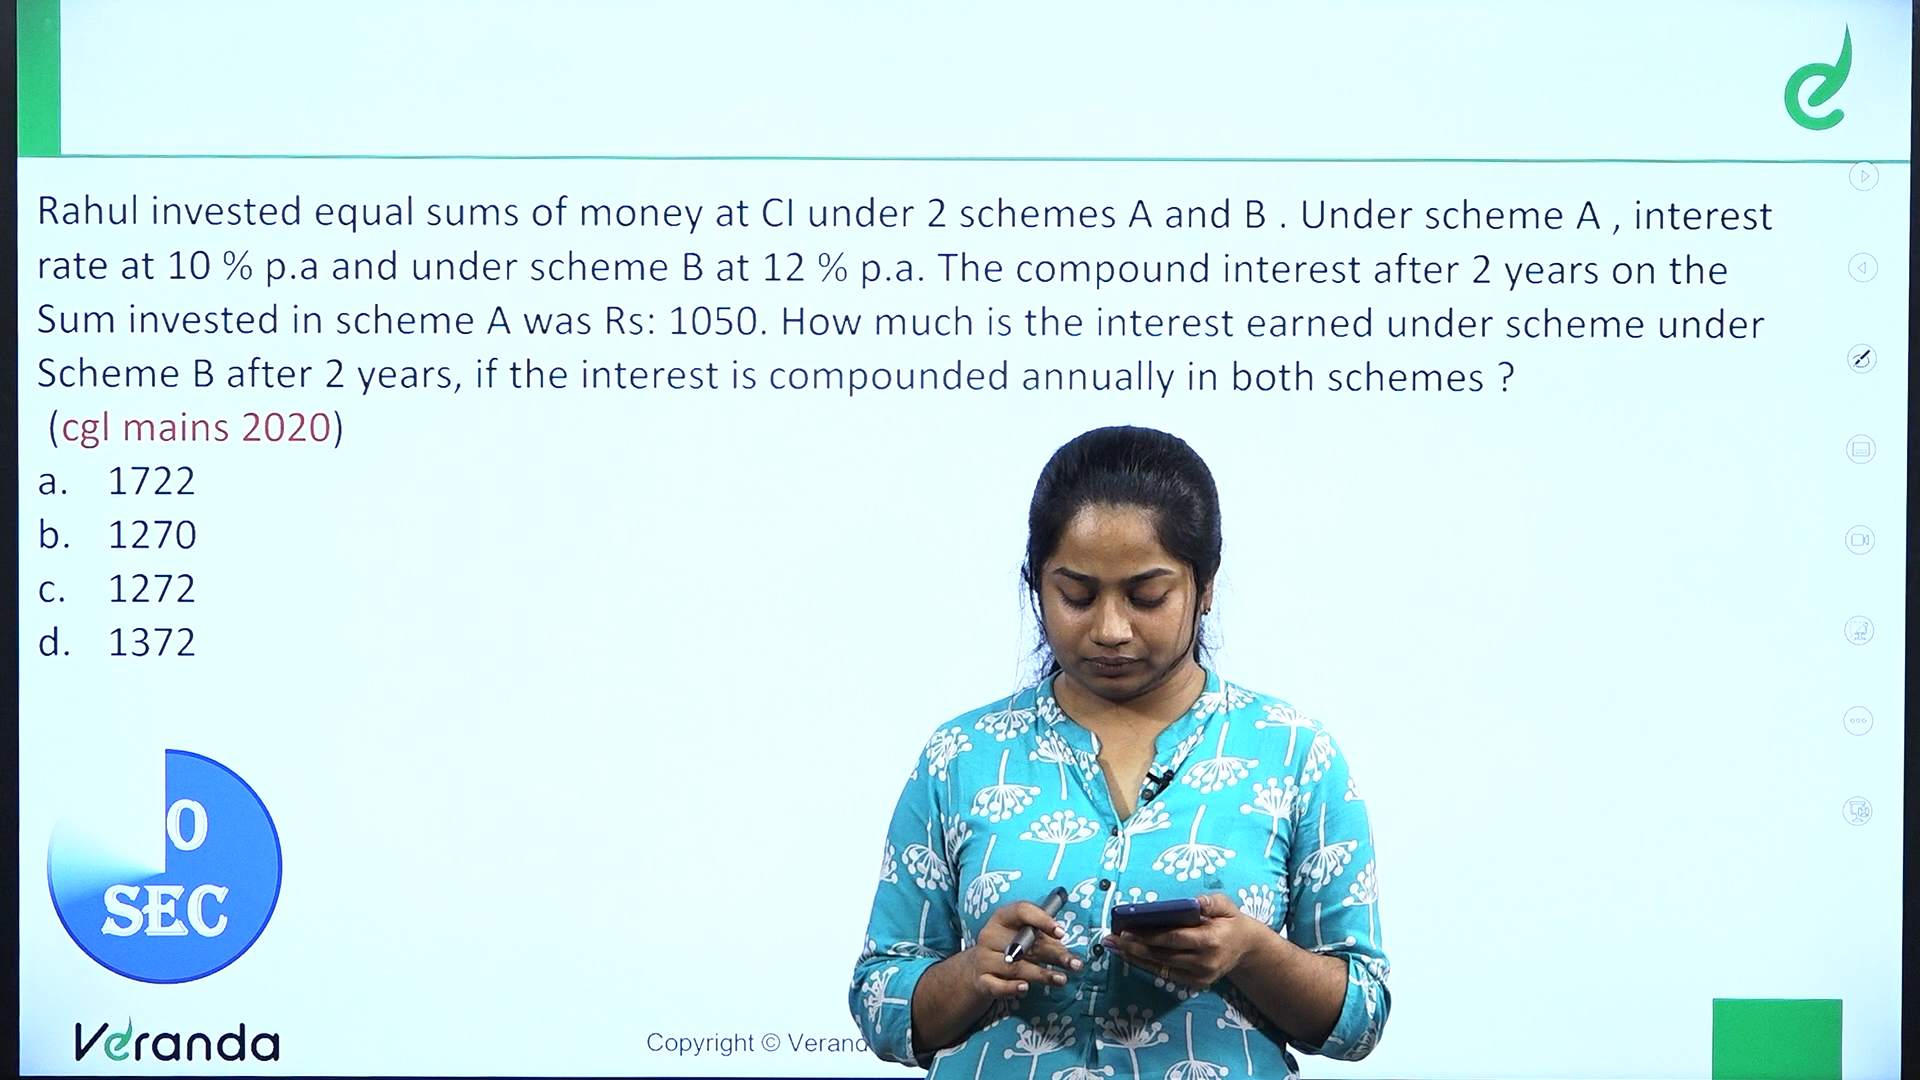 Rahul invested equal sums of money at CI under 2 schemes A and B . Under scheme A , interest
rate at 10 % p.a and under scheme B at 12 % p.a. The compound interest after 2 years on the
Sum invested in scheme A was Rs: 1050. How much is the interest earned under scheme under
Scheme B after 2 years, if the interest is compounded annually in both schemes ?
(cgl mains 2020)
a. 1722
b. 1270
c. 1272
d. 1372
0
SEC
Veranda
Copyright ©